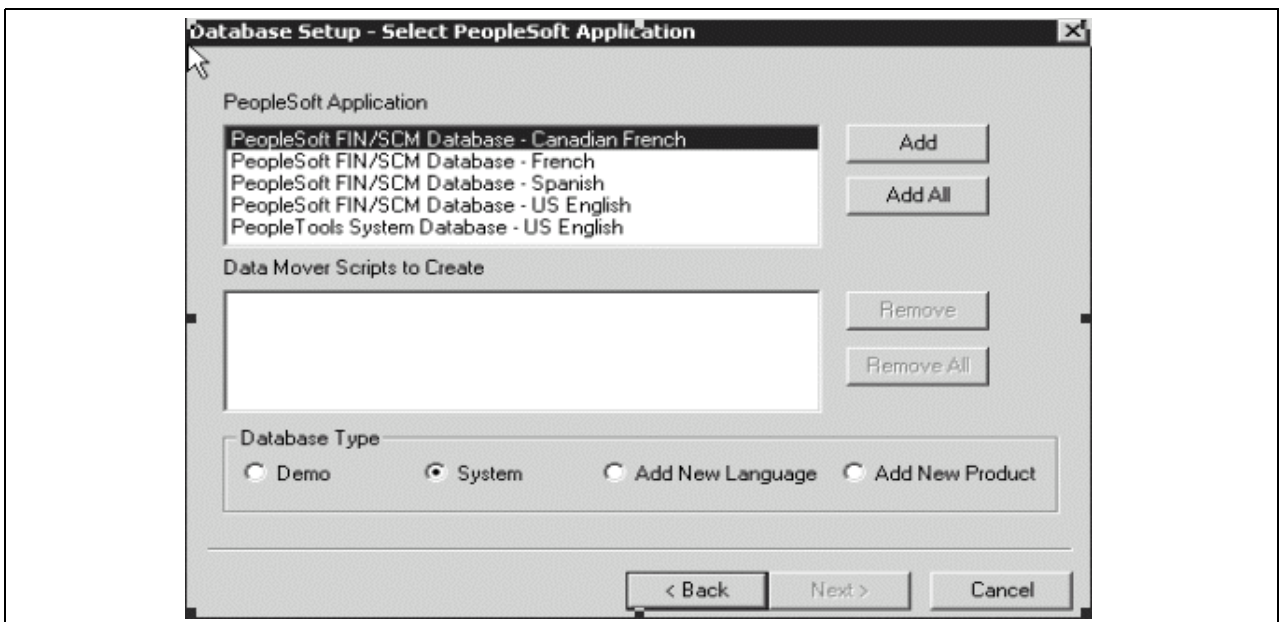 Database Setup - Select PeopleSoft Application
PeopleSoft Application
PeopleSoft FIN/SCM Database - Canadian French
PeopleSoft FIN/SCM Database - French
PeopleSoft FIN/SCM Database - Spanish
PeopleSoft FIN/SCM Database - US English
PeopleTools System Database - US English
Add
Add All
Data Mover Scripts to Create
Remove
Remove All
Database Type
Demo System Add New Language Add New Product
< Back Next > Cancel